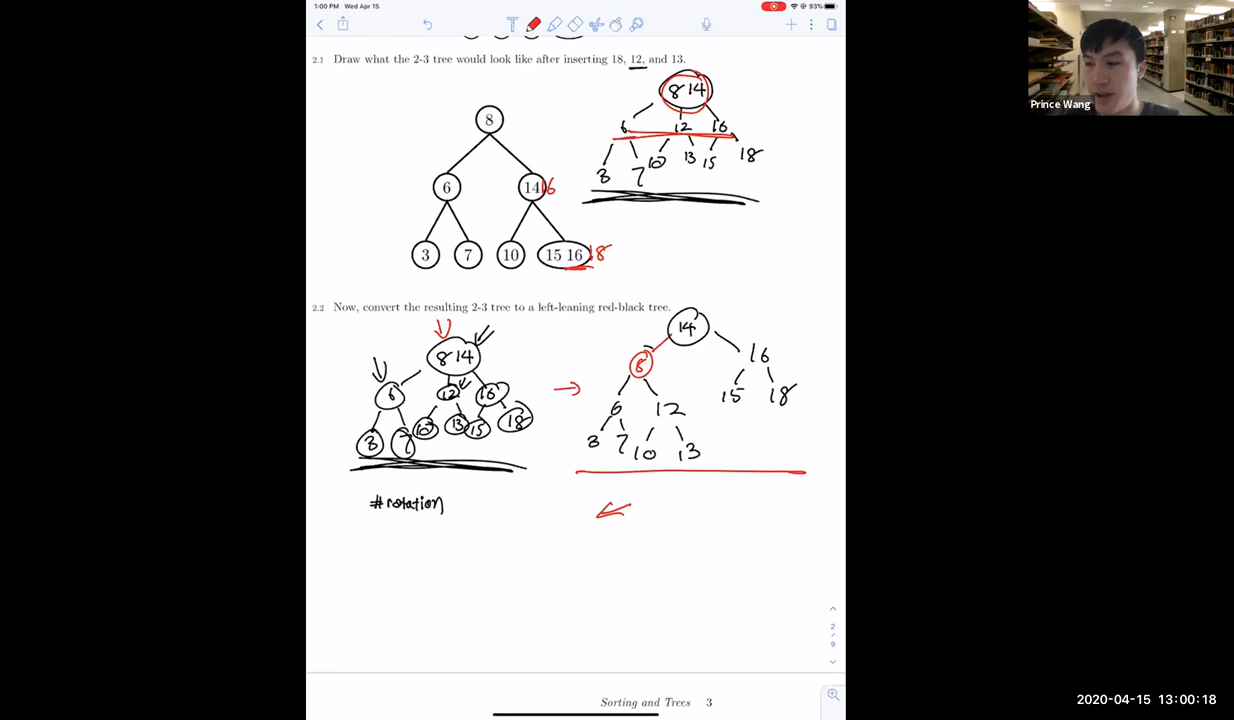 1:00 PM Wed Apr 15
93%
2.1 Draw what the 2-3 tree would look like after inserting 18, 12, and 13.
8 14
8
6 12 16
10 13 15 18
3 7
6 14 16
3 7 10 15 16 18
2.2 Now, convert the resulting 2-3 tree to a left-leaning red-black tree.
14
8 14
8
16
6 12 16
15 18
6 12
3 7 10 13 15 18
3 7 10 13
#rotation
2
/
9
Sorting and Trees 3
Prince Wang
2020-04-15 13:00:18